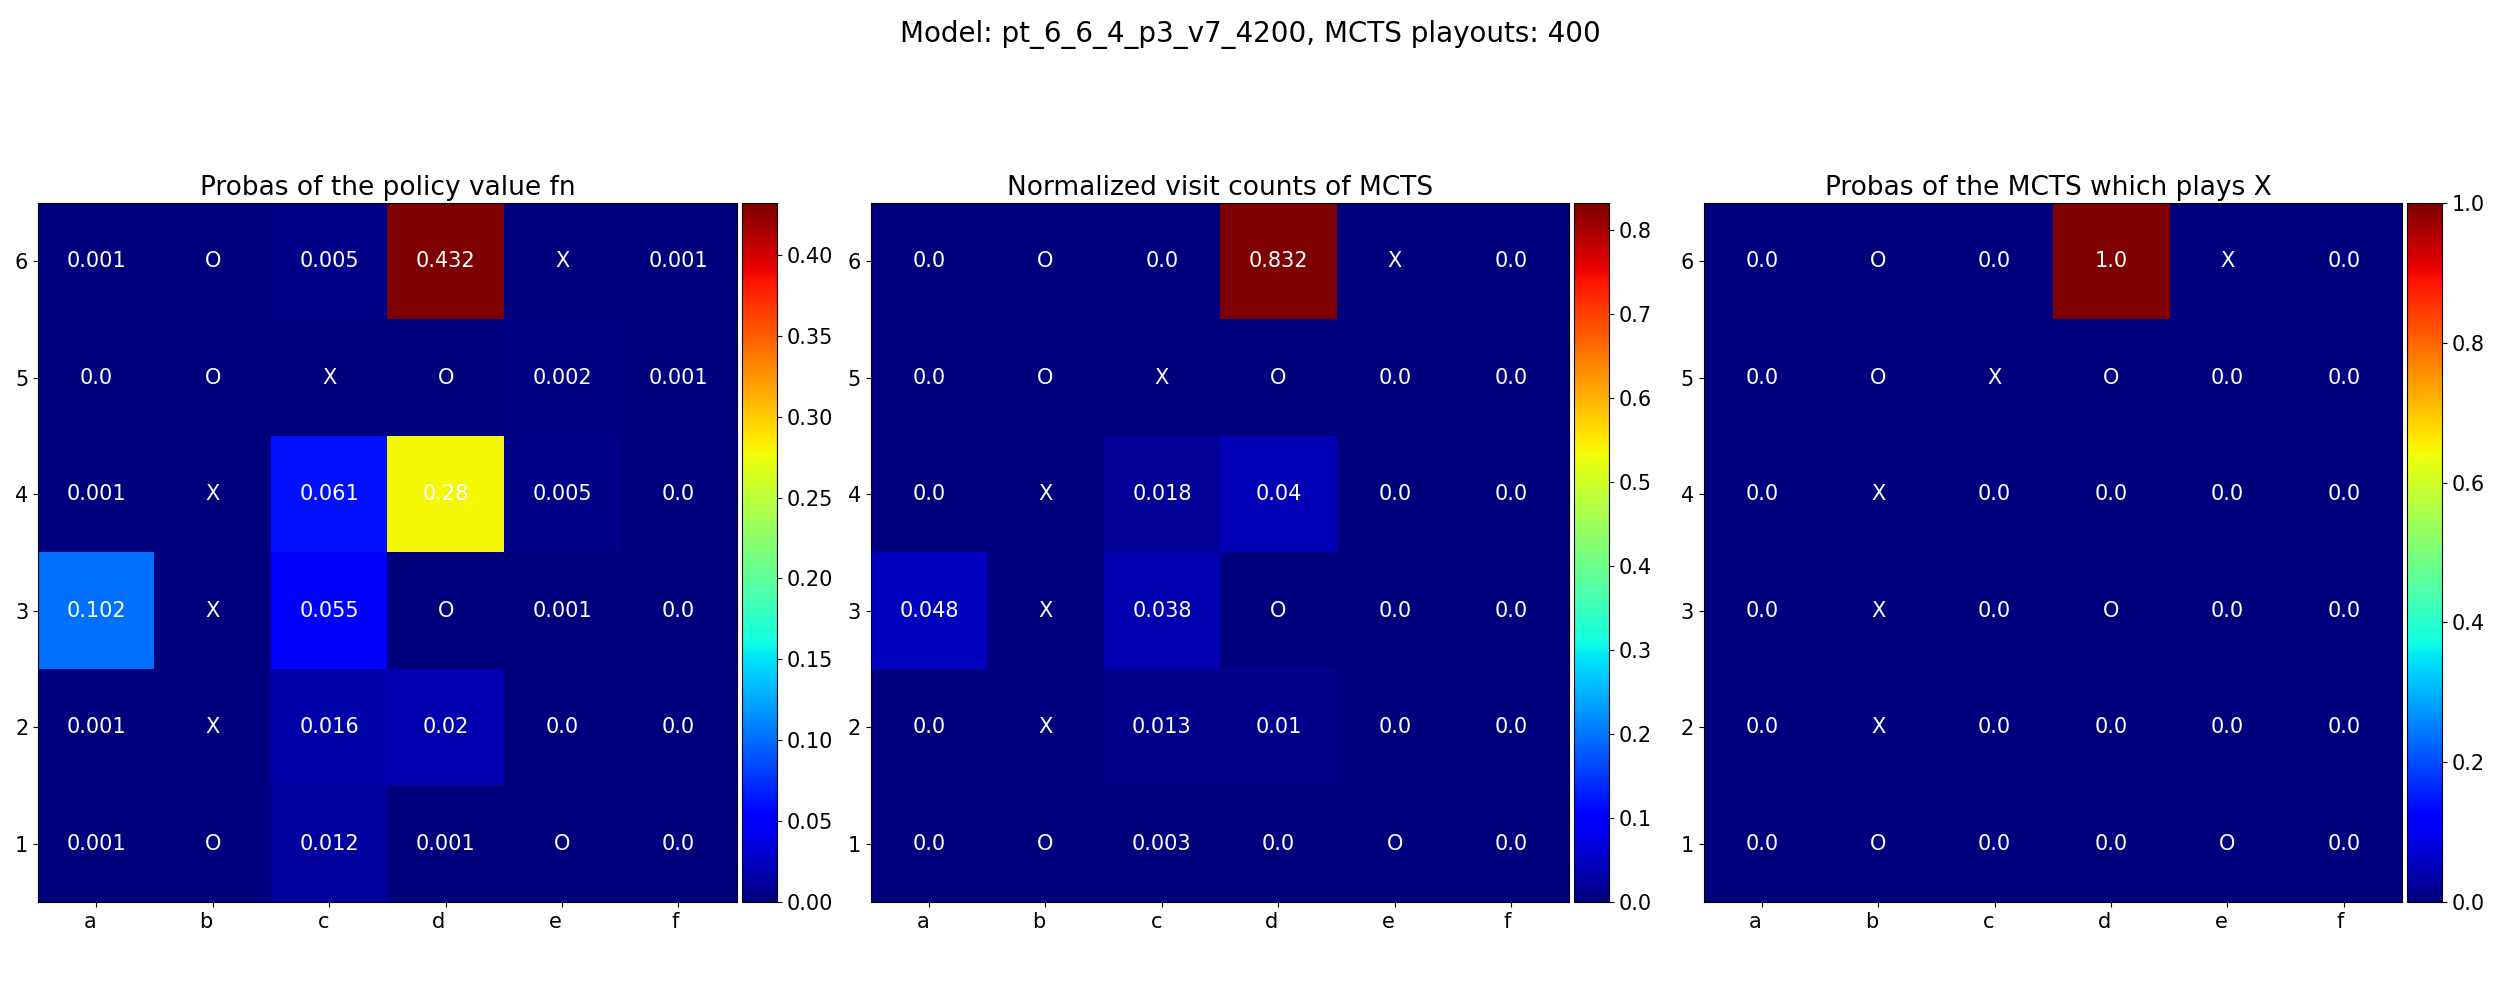 Model: pt_6_6_4_p3_v7_4200, MCTS playouts: 400
Probas of the policy value fn
6 0.001 O 0.005 0.432 X 0.001
5 0.0 O X O 0.002 0.001
4 0.001 X 0.061 0.28 0.005 0.0
3 0.102 X 0.055 O 0.001 0.0
2 0.001 X 0.016 0.02 0.0 0.0
1 0.001 O 0.012 0.001 O 0.0
a b c d e f
0.40
0.35
0.30
0.25
0.20
0.15
0.10
0.05
0.00
Normalized visit counts of MCTS
6 0.0 O 0.0 0.832 X 0.0
5 0.0 O X O 0.0 0.0
4 0.0 X 0.018 0.04 0.0 0.0
3 0.048 X 0.038 O 0.0 0.0
2 0.0 X 0.013 0.01 0.0 0.0
1 0.0 O 0.003 0.0 O 0.0
a b c d e f
0.8
0.7
0.6
0.5
0.4
0.3
0.2
0.1
0.0
Probas of the MCTS which plays X
6 0.0 O 0.0 1.0 X 0.0
5 0.0 O X O 0.0 0.0
4 0.0 X 0.0 0.0 0.0 0.0
3 0.0 X 0.0 O 0.0 0.0
2 0.0 X 0.0 0.0 0.0 0.0
1 0.0 O 0.0 0.0 O 0.0
a b c d e f
1.0
0.8
0.6
0.4
0.2
0.0